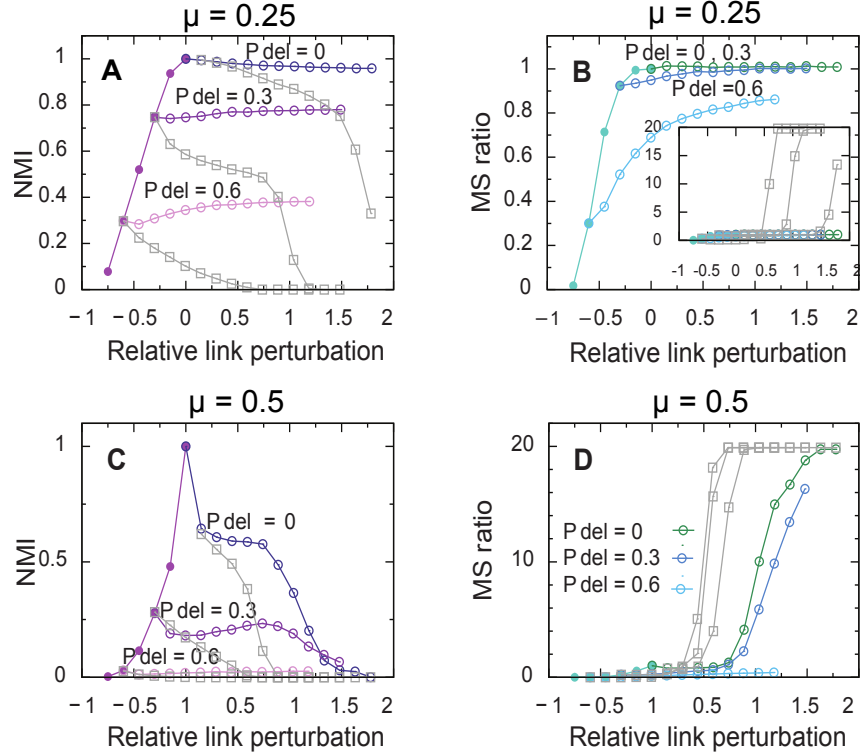 μ = 0.25
A
P del = 0
P del = 0.3
P del = 0.6
NMI
1
0.8
0.6
0.4
0.2
0
−1 −0.5 0 0.5 1 1.5 2
Relative link perturbation
μ = 0.25
B
P del = 0 , 0.3
P del =0.6
MS ratio
1
0.8
0.6
0.4
0.2
0
20
15
10
5
0
-1 -0.5 0 0.5 1 1.5 2
−1 −0.5 0 0.5 1 1.5 2
Relative link perturbation
μ = 0.5
C
P del = 0
P del = 0.3
P del = 0.6
NMI
1
0.5
0
−1 −0.5 0 0.5 1 1.5 2
Relative link perturbation
μ = 0.5
D
P del = 0
P del = 0.3
P del = 0.6
MS ratio
20
10
0
−1 −0.5 1 0.5 1 1.5 2
Relative link perturbation